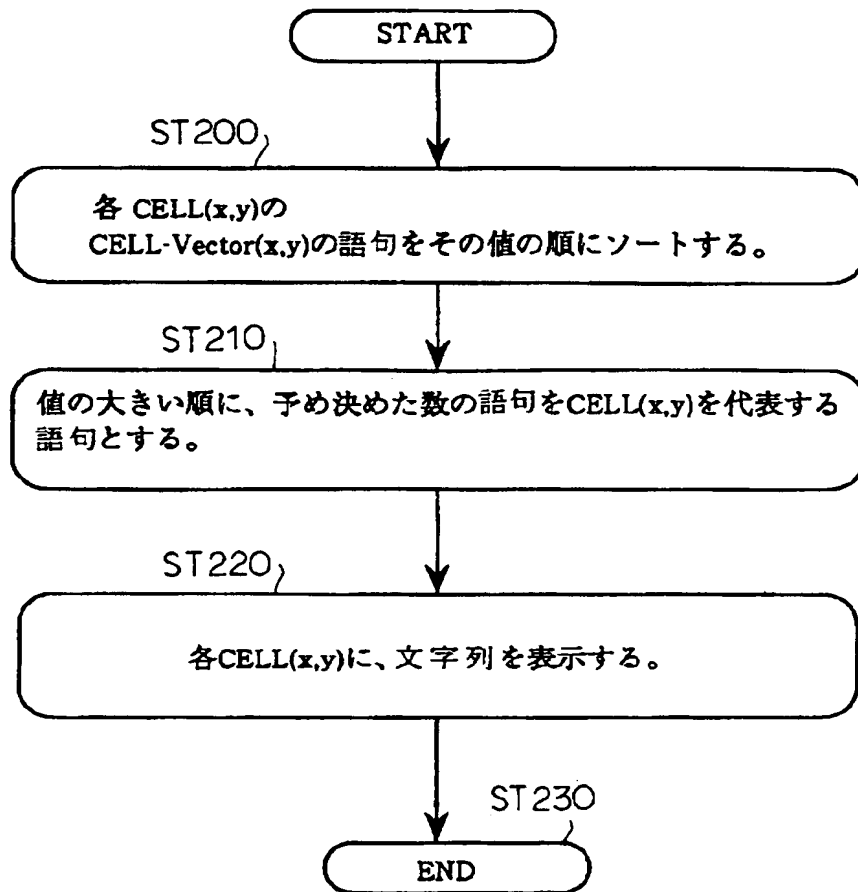 START
ST200
各 CELL(x,y)の
CELL-Vector(x,y)の語句をその値の順にソートする。
ST210
値の大きい順に、予め決めた数の語句をCELL(x,y)を代表する
語句とする。
ST220
各CELL(x,y)に、文字列を表示する。
ST230
END